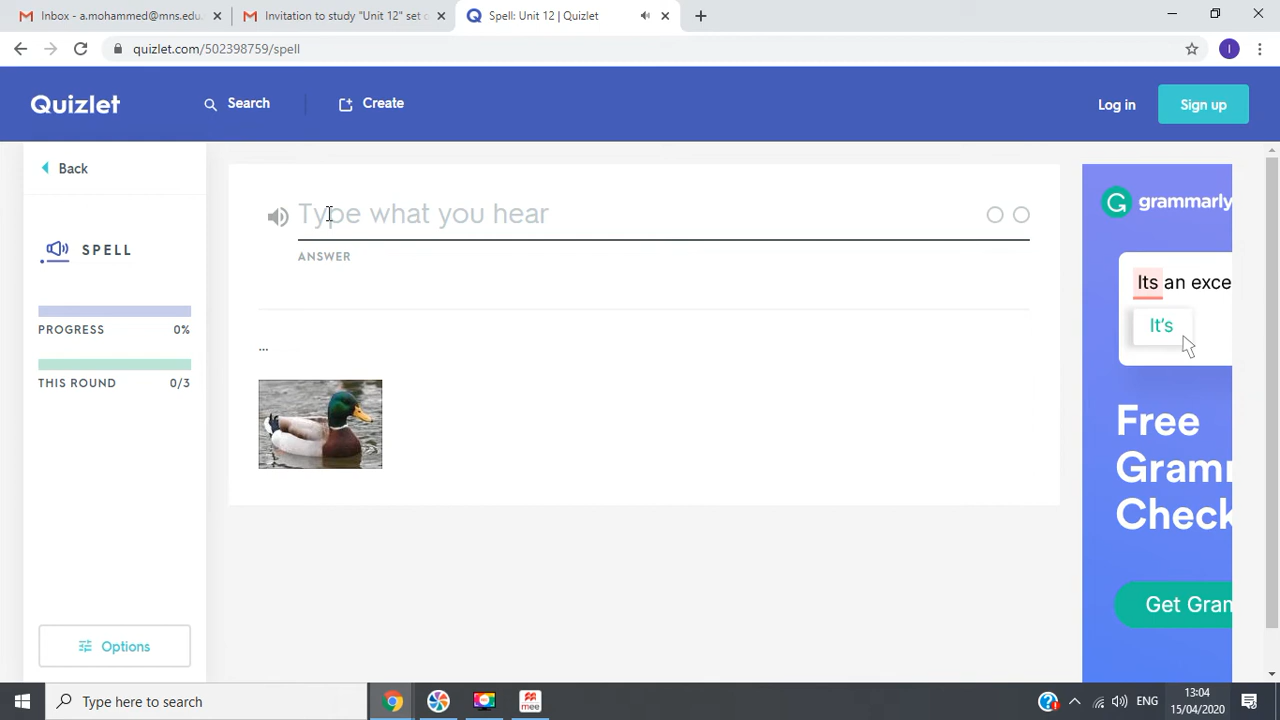 Inbox - a.mohammed@mns.edu.
Invitation to study "Unit 12" set o
Spell: Unit 12 | Quizlet
quizlet.com/502398759/spell
I
Quizlet
Search
Create
Log in
Sign up
Back
SPELL
PROGRESS 0%
THIS ROUND 0/3
Options
Type what you hear
ANSWER
...
grammarly
Its an exce
It's
Free
Gramm
Check
Get Gran
Type here to search
mee
ENG
13:04
15/04/2020